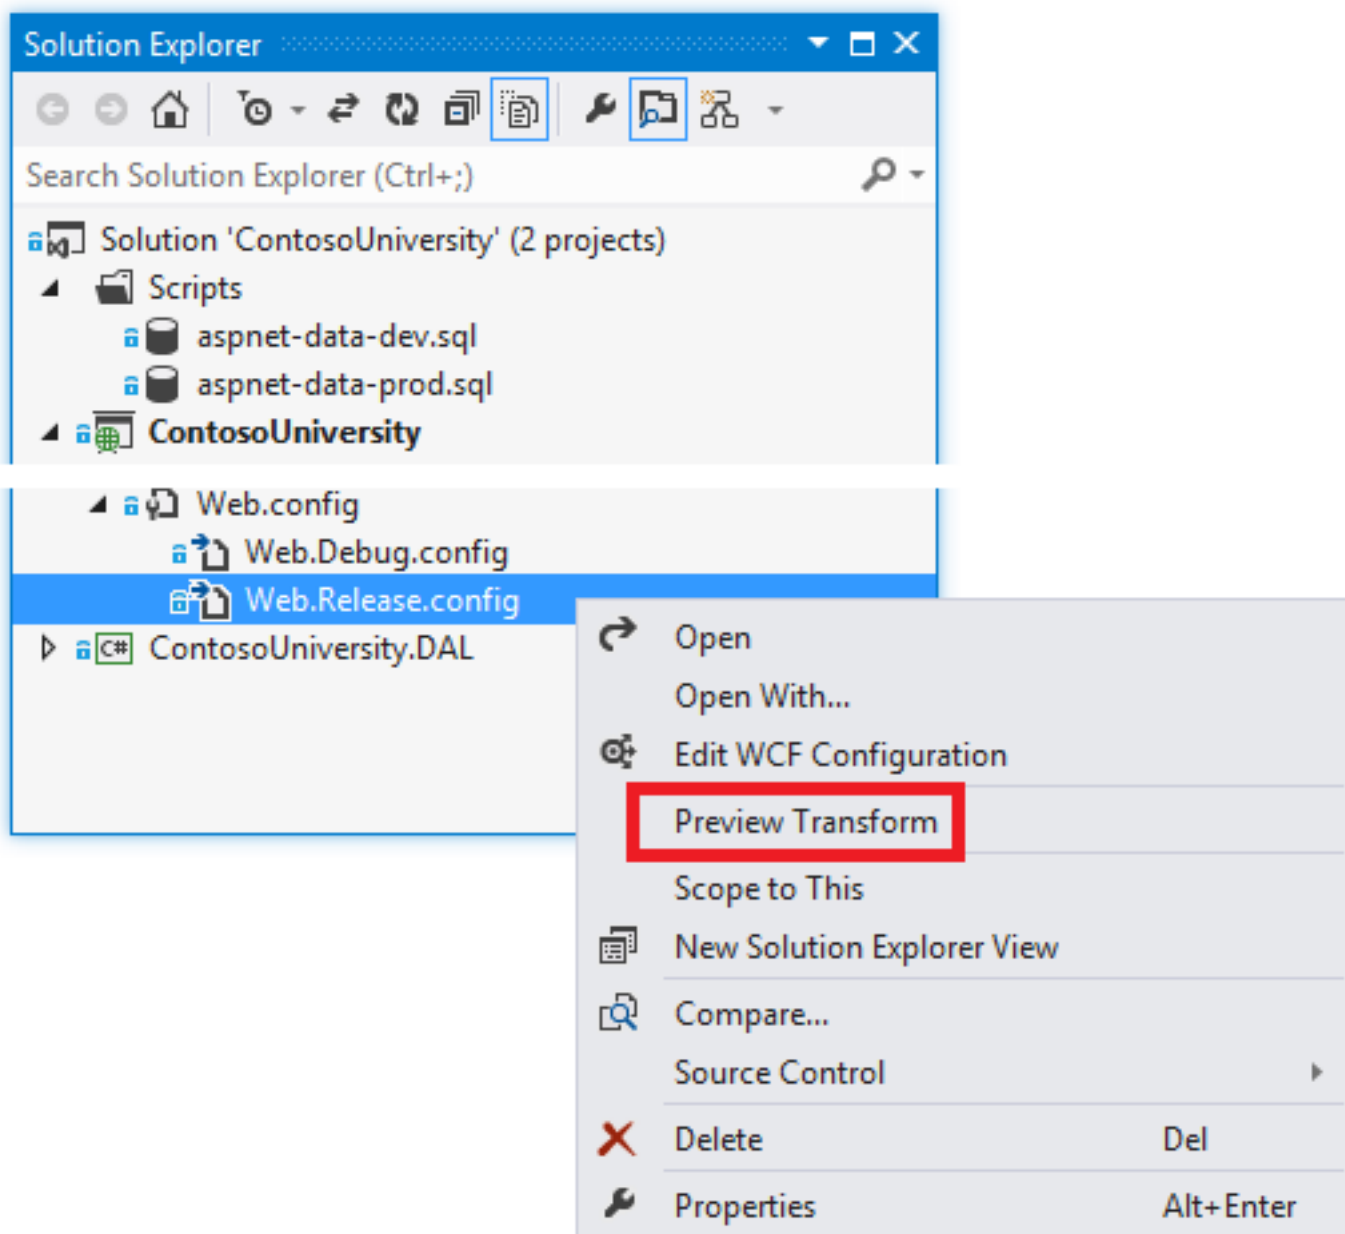 Solution Explorer
Search Solution Explorer (Ctrl+;)
Solution 'ContosoUniversity' (2 projects)
Scripts
aspnet-data-dev.sql
aspnet-data-prod.sql
ContosoUniversity
Web.config
Web.Debug.config
Web.Release.config
C# ContosoUniversity.DAL
Open
Open With...
Edit WCF Configuration
Preview Transform
Scope to This
New Solution Explorer View
Compare...
Source Control
Delete Del
Properties Alt+Enter